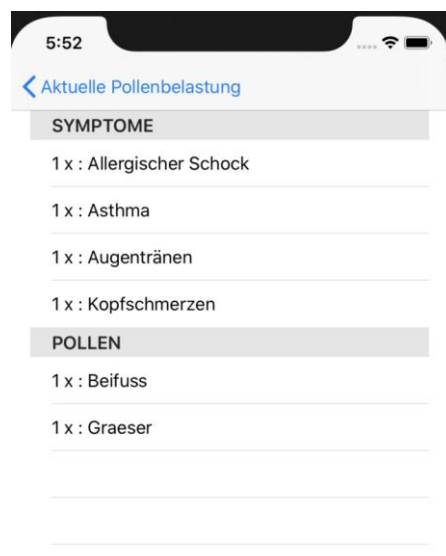 5:52
Aktuelle Pollenbelastung
SYMPTOME
1 x : Allergischer Schock
1 x : Asthma
1 x : Augentränen
1 x : Kopfschmerzen
POLLEN
1 x : Beifuss
1 x : Graeser